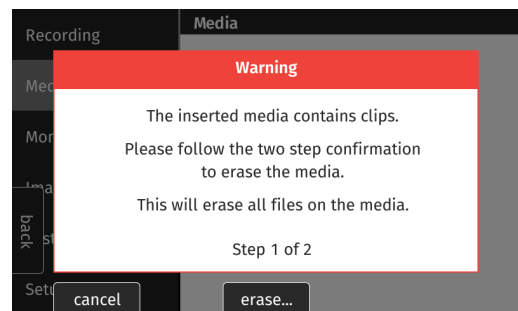 Recording
Media
Warning
The inserted media contains clips.
Please follow the two step confirmation
to erase the media.
This will erase all files on the media.
Step 1 of 2
back
cancel
erase...